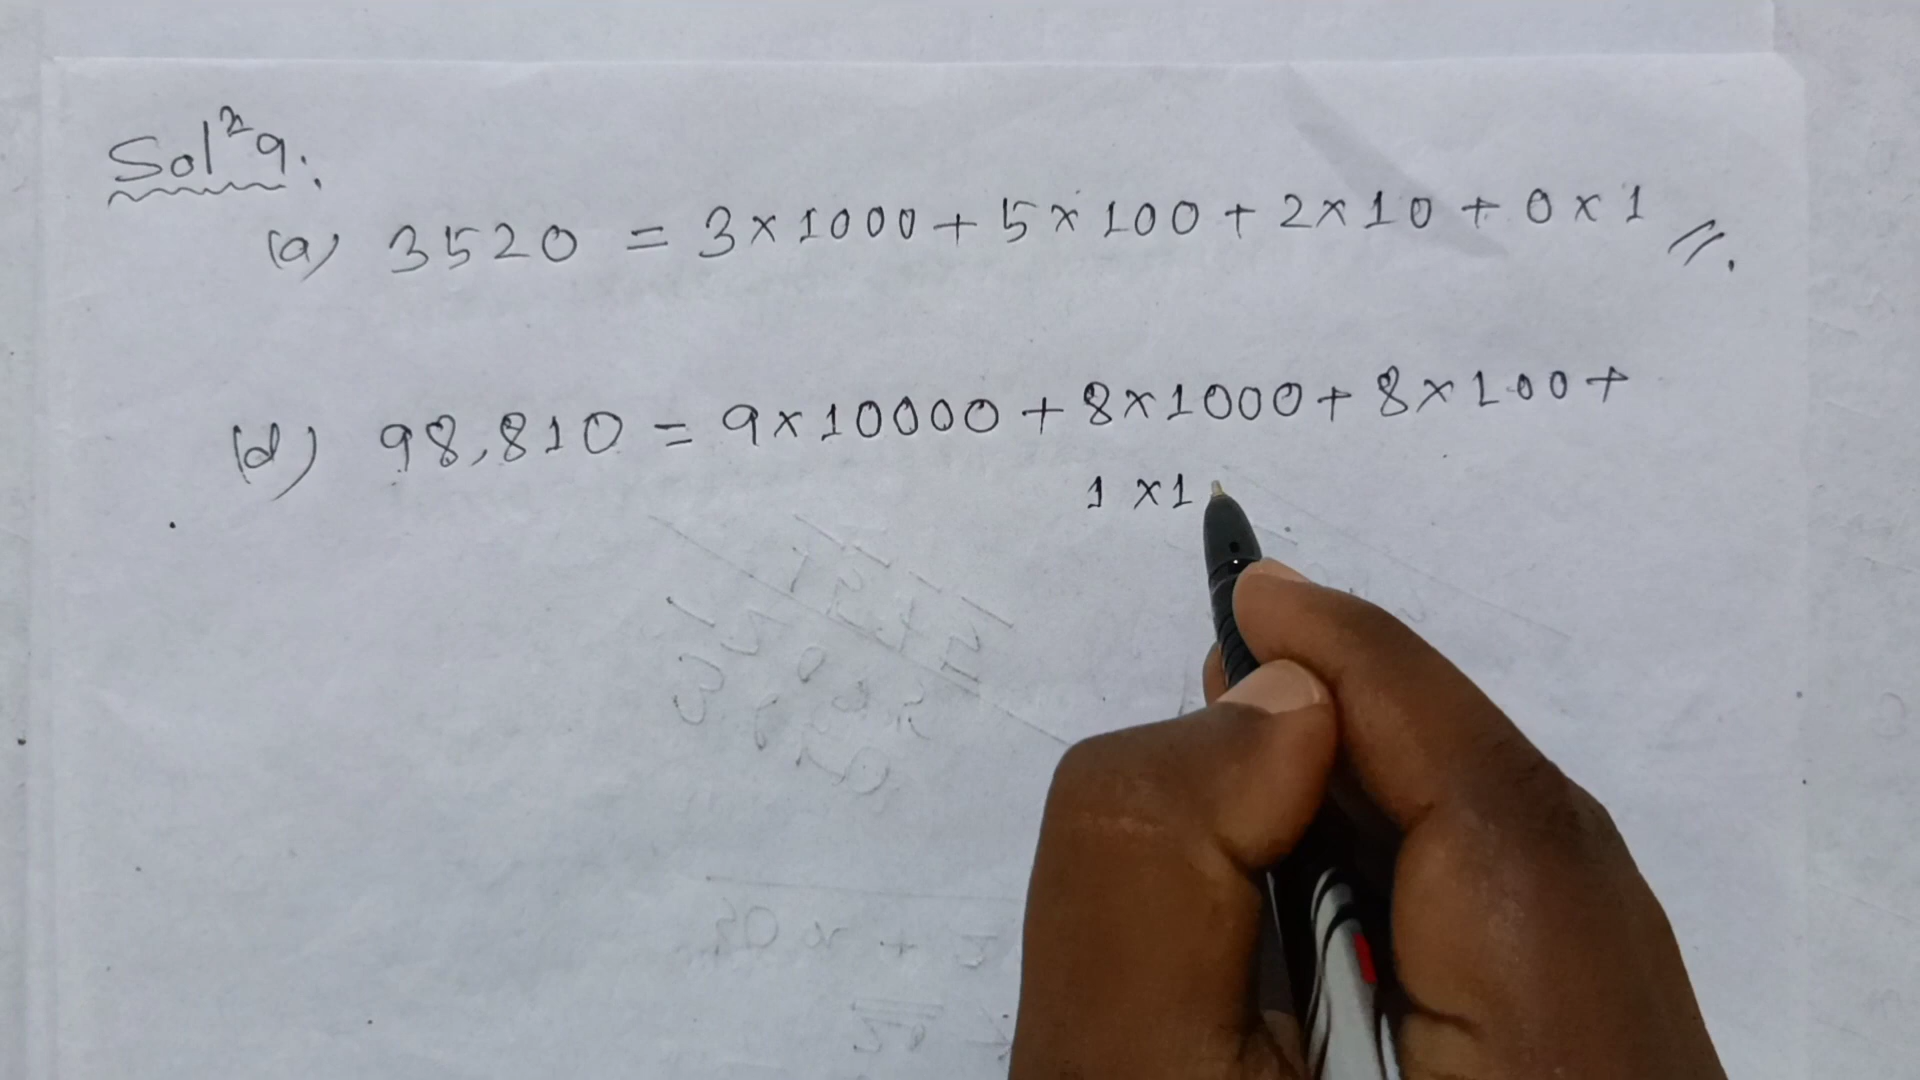 Solⁿ 9.
(a) 3520 = 3 × 1000 + 5 × 100 + 2 × 10 + 0 × 1 //.
(d) 98,810 = 9 × 10000 + 8 × 1000 + 8 × 100 +
1 × 1